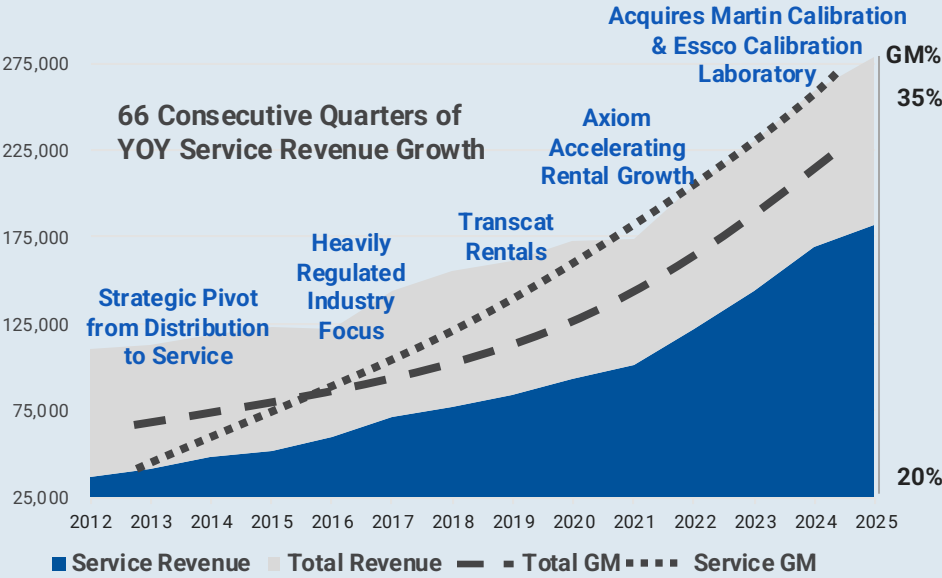 Acquires Martin Calibration
& Essco Calibration
Laboratory
GM%
275,000
35%
66 Consecutive Quarters of
YOY Service Revenue Growth
Axiom
Accelerating
Rental Growth
225,000
Transcat
Rentals
175,000
Heavily
Regulated
Industry
Focus
Strategic Pivot
from Distribution
to Service
125,000
75,000
25,000
20%
2012 2013 2014 2015 2016 2017 2018 2019 2020 2021 2022 2023 2024 2025
Service Revenue Total Revenue Total GM Service GM